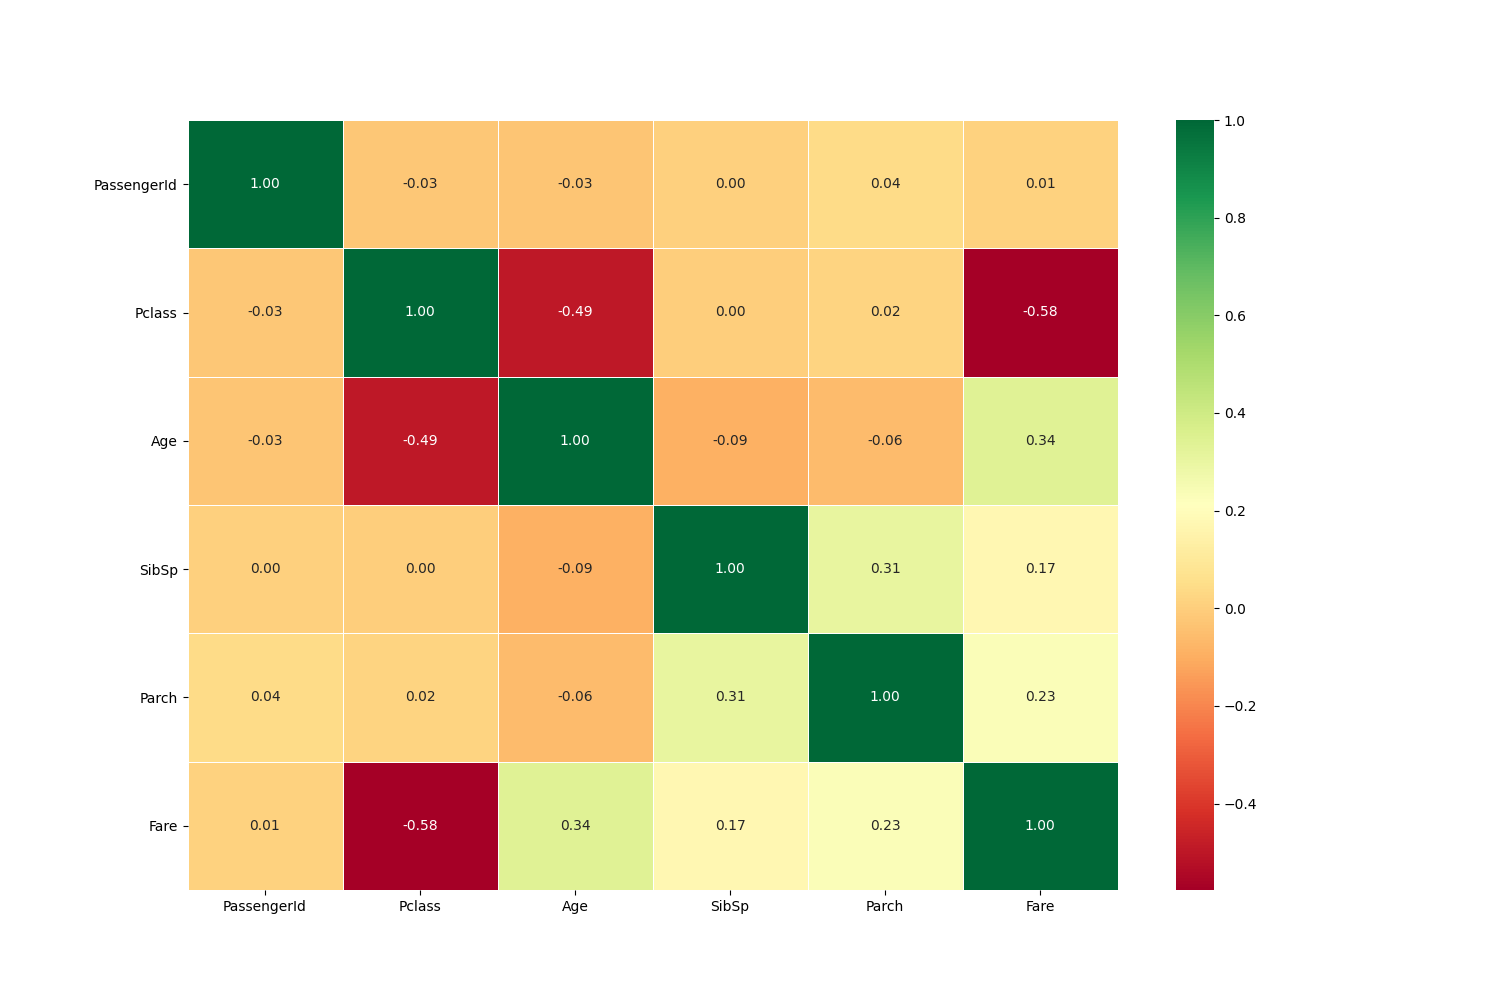 PassengerId 1.00 -0.03 -0.03 0.00 0.04 0.01
Pclass -0.03 1.00 -0.49 0.00 0.02 -0.58
Age -0.03 -0.49 1.00 -0.09 -0.06 0.34
SibSp 0.00 0.00 -0.09 1.00 0.31 0.17
Parch 0.04 0.02 -0.06 0.31 1.00 0.23
Fare 0.01 -0.58 0.34 0.17 0.23 1.00
PassengerId Pclass Age SibSp Parch Fare
1.0
0.8
0.6
0.4
0.2
0.0
−0.2
−0.4